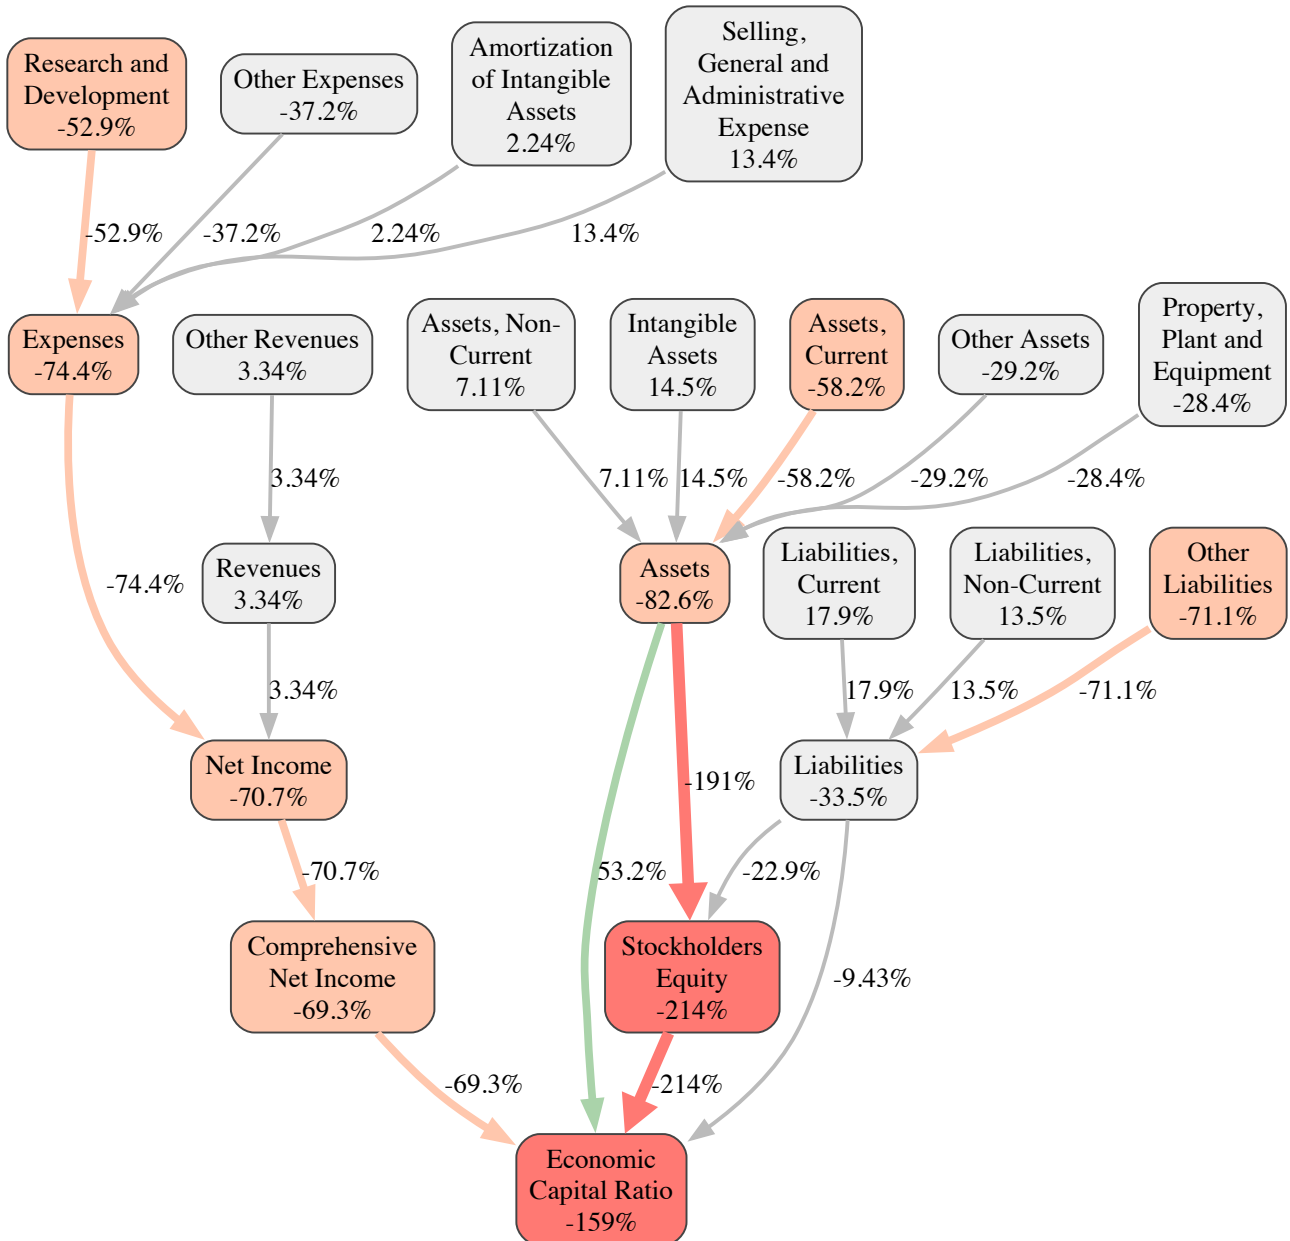 Research and
Development
-52.9%
Other Expenses
-37.2%
Amortization
of Intangible
Assets
2.24%
Selling,
General and
Administrative
Expense
13.4%
-52.9%
-37.2%
2.24%
13.4%
Expenses
-74.4%
Other Revenues
3.34%
Assets, Non-
Current
7.11%
Intangible
Assets
14.5%
Assets,
Current
-58.2%
Other Assets
-29.2%
Property,
Plant and
Equipment
-28.4%
3.34%
7.11%
14.5%
-58.2%
-29.2%
-28.4%
-74.4%
Revenues
3.34%
Assets
-82.6%
Liabilities,
Current
17.9%
Liabilities,
Non-Current
13.5%
Other
Liabilities
-71.1%
3.34%
17.9%
13.5%
-71.1%
Net Income
-70.7%
-191%
Liabilities
-33.5%
-70.7%
53.2%
-22.9%
Comprehensive
Net Income
-69.3%
Stockholders
Equity
-214%
-9.43%
-69.3%
-214%
Economic
Capital Ratio
-159%